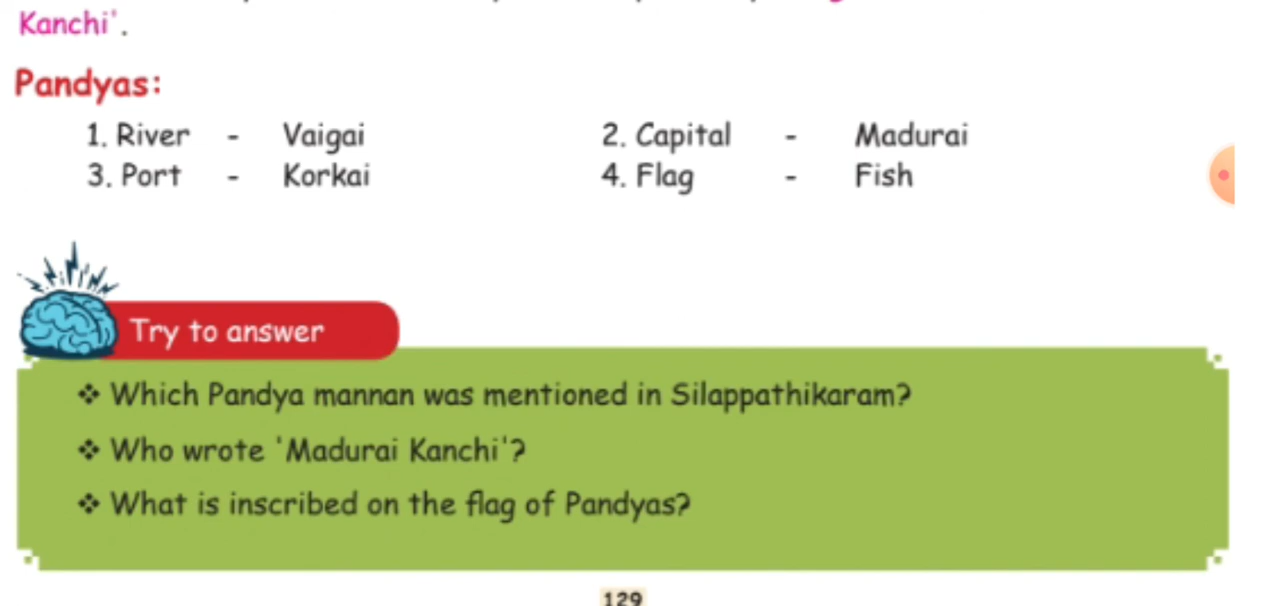 Kanchi'.
Pandyas:
1. River - Vaigai 2. Capital - Madurai
3. Port - Korkai 4. Flag - Fish
Try to answer
❖ Which Pandya mannan was mentioned in Silappathikaram?
❖ Who wrote 'Madurai Kanchi'?
❖ What is inscribed on the flag of Pandyas?
129